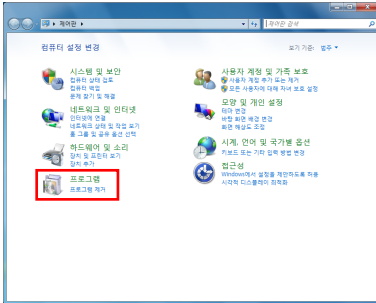 제어판
제어판 검색
컴퓨터 설정 변경
보기 기준: 범주
시스템 및 보안
컴퓨터 상태 검토
컴퓨터 백업
문제 찾기 및 해결
네트워크 및 인터넷
인터넷에 연결
네트워크 상태 및 작업 보기
홈 그룹 및 공유 옵션 선택
하드웨어 및 소리
장치 및 프린터 보기
장치 추가
프로그램
프로그램 제거
사용자 계정 및 가족 보호
사용자 계정 추가 또는 제거
모든 사용자에 대해 자녀 보호 설정
모양 및 개인 설정
테마 변경
바탕 화면 배경 변경
화면 해상도 조정
시계, 언어 및 국가별 옵션
키보드 또는 기타 입력 방법 변경
접근성
Windows에서 설정을 제안하도록 허용
시각적 디스플레이 최적화